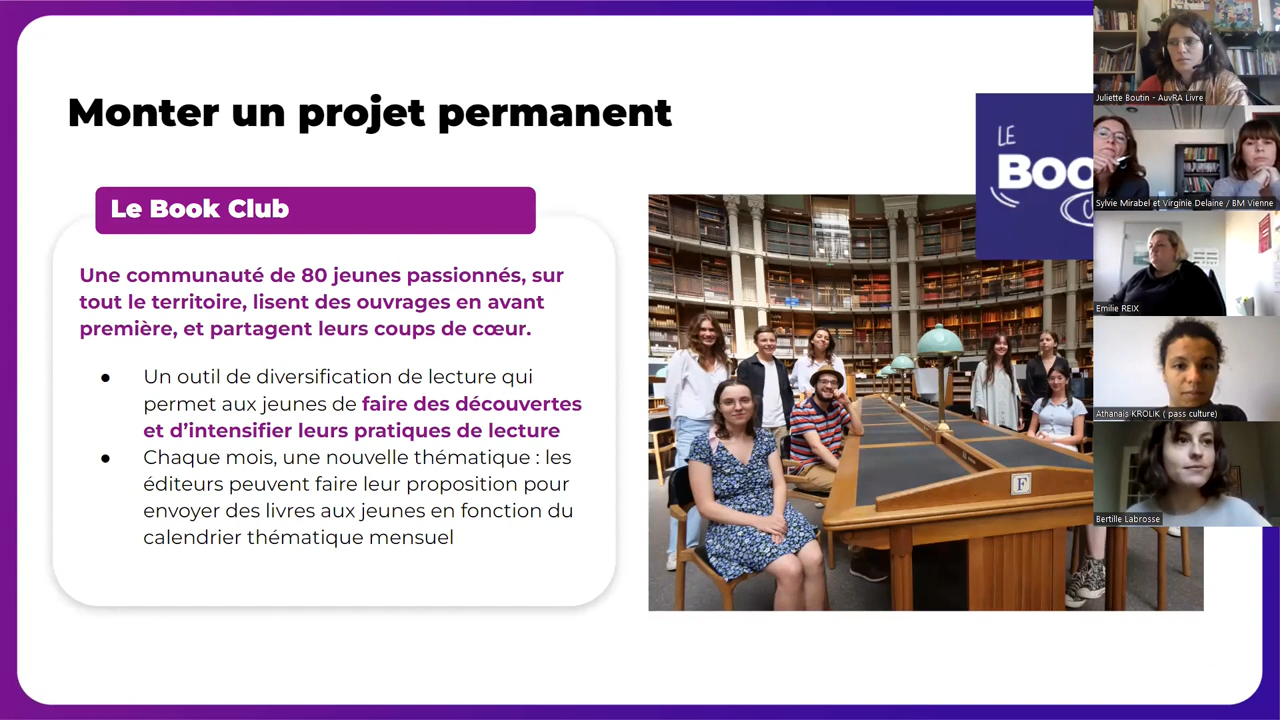 Monter un projet permanent
LE
BOO
Le Book Club
Une communauté de 80 jeunes passionnés, sur
tout le territoire, lisent des ouvrages en avant
première, et partagent leurs coups de cœur.
● Un outil de diversification de lecture qui
permet aux jeunes de faire des découvertes
et d’intensifier leurs pratiques de lecture
● Chaque mois, une nouvelle thématique : les
éditeurs peuvent faire leur proposition pour
envoyer des livres aux jeunes en fonction du
calendrier thématique mensuel
F
Juliette Boutin - AuvRA Livre
Sylvie Mirabel et Virginie Delaine / BM Vienne
Emilie REIX
Athanaïs KROLIK ( pass culture)
Bertille Labrosse